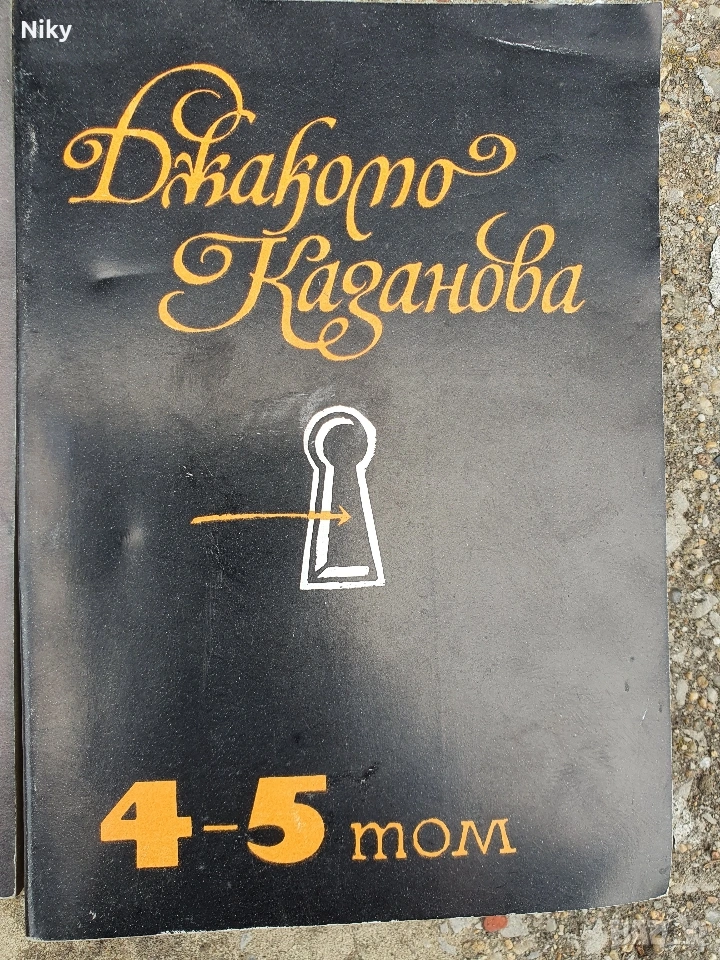 Niky
Джакомо
Казанова
4-5 том